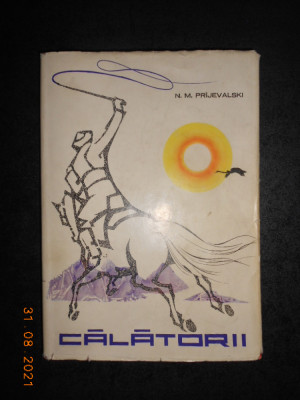 N. M. PRJEVALSKI
CĂLĂTORII
31.08.2021